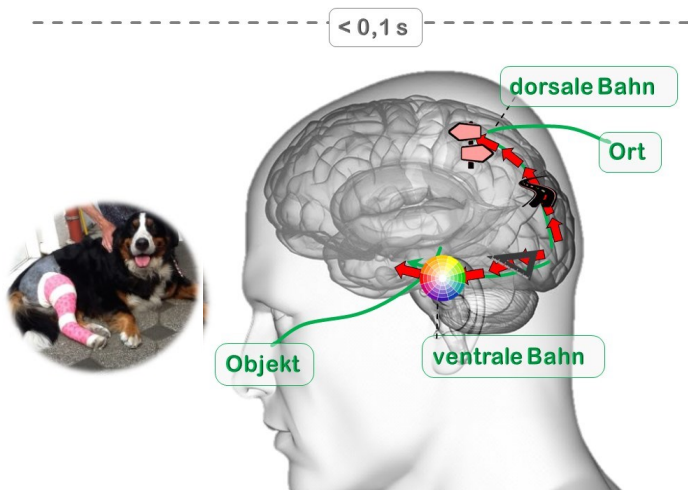 < 0,1 s
dorsale Bahn
Ort
Objekt
ventrale Bahn